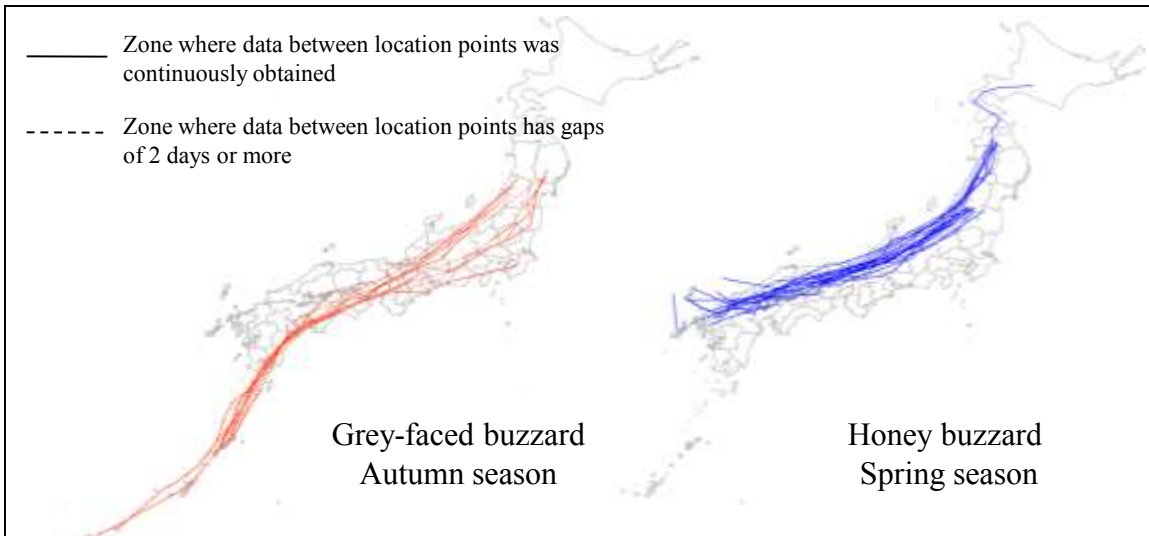 Zone where data between location points was
continuously obtained
Zone where data between location points has gaps
of 2 days or more
Grey-faced buzzard
Autumn season
Honey buzzard
Spring season